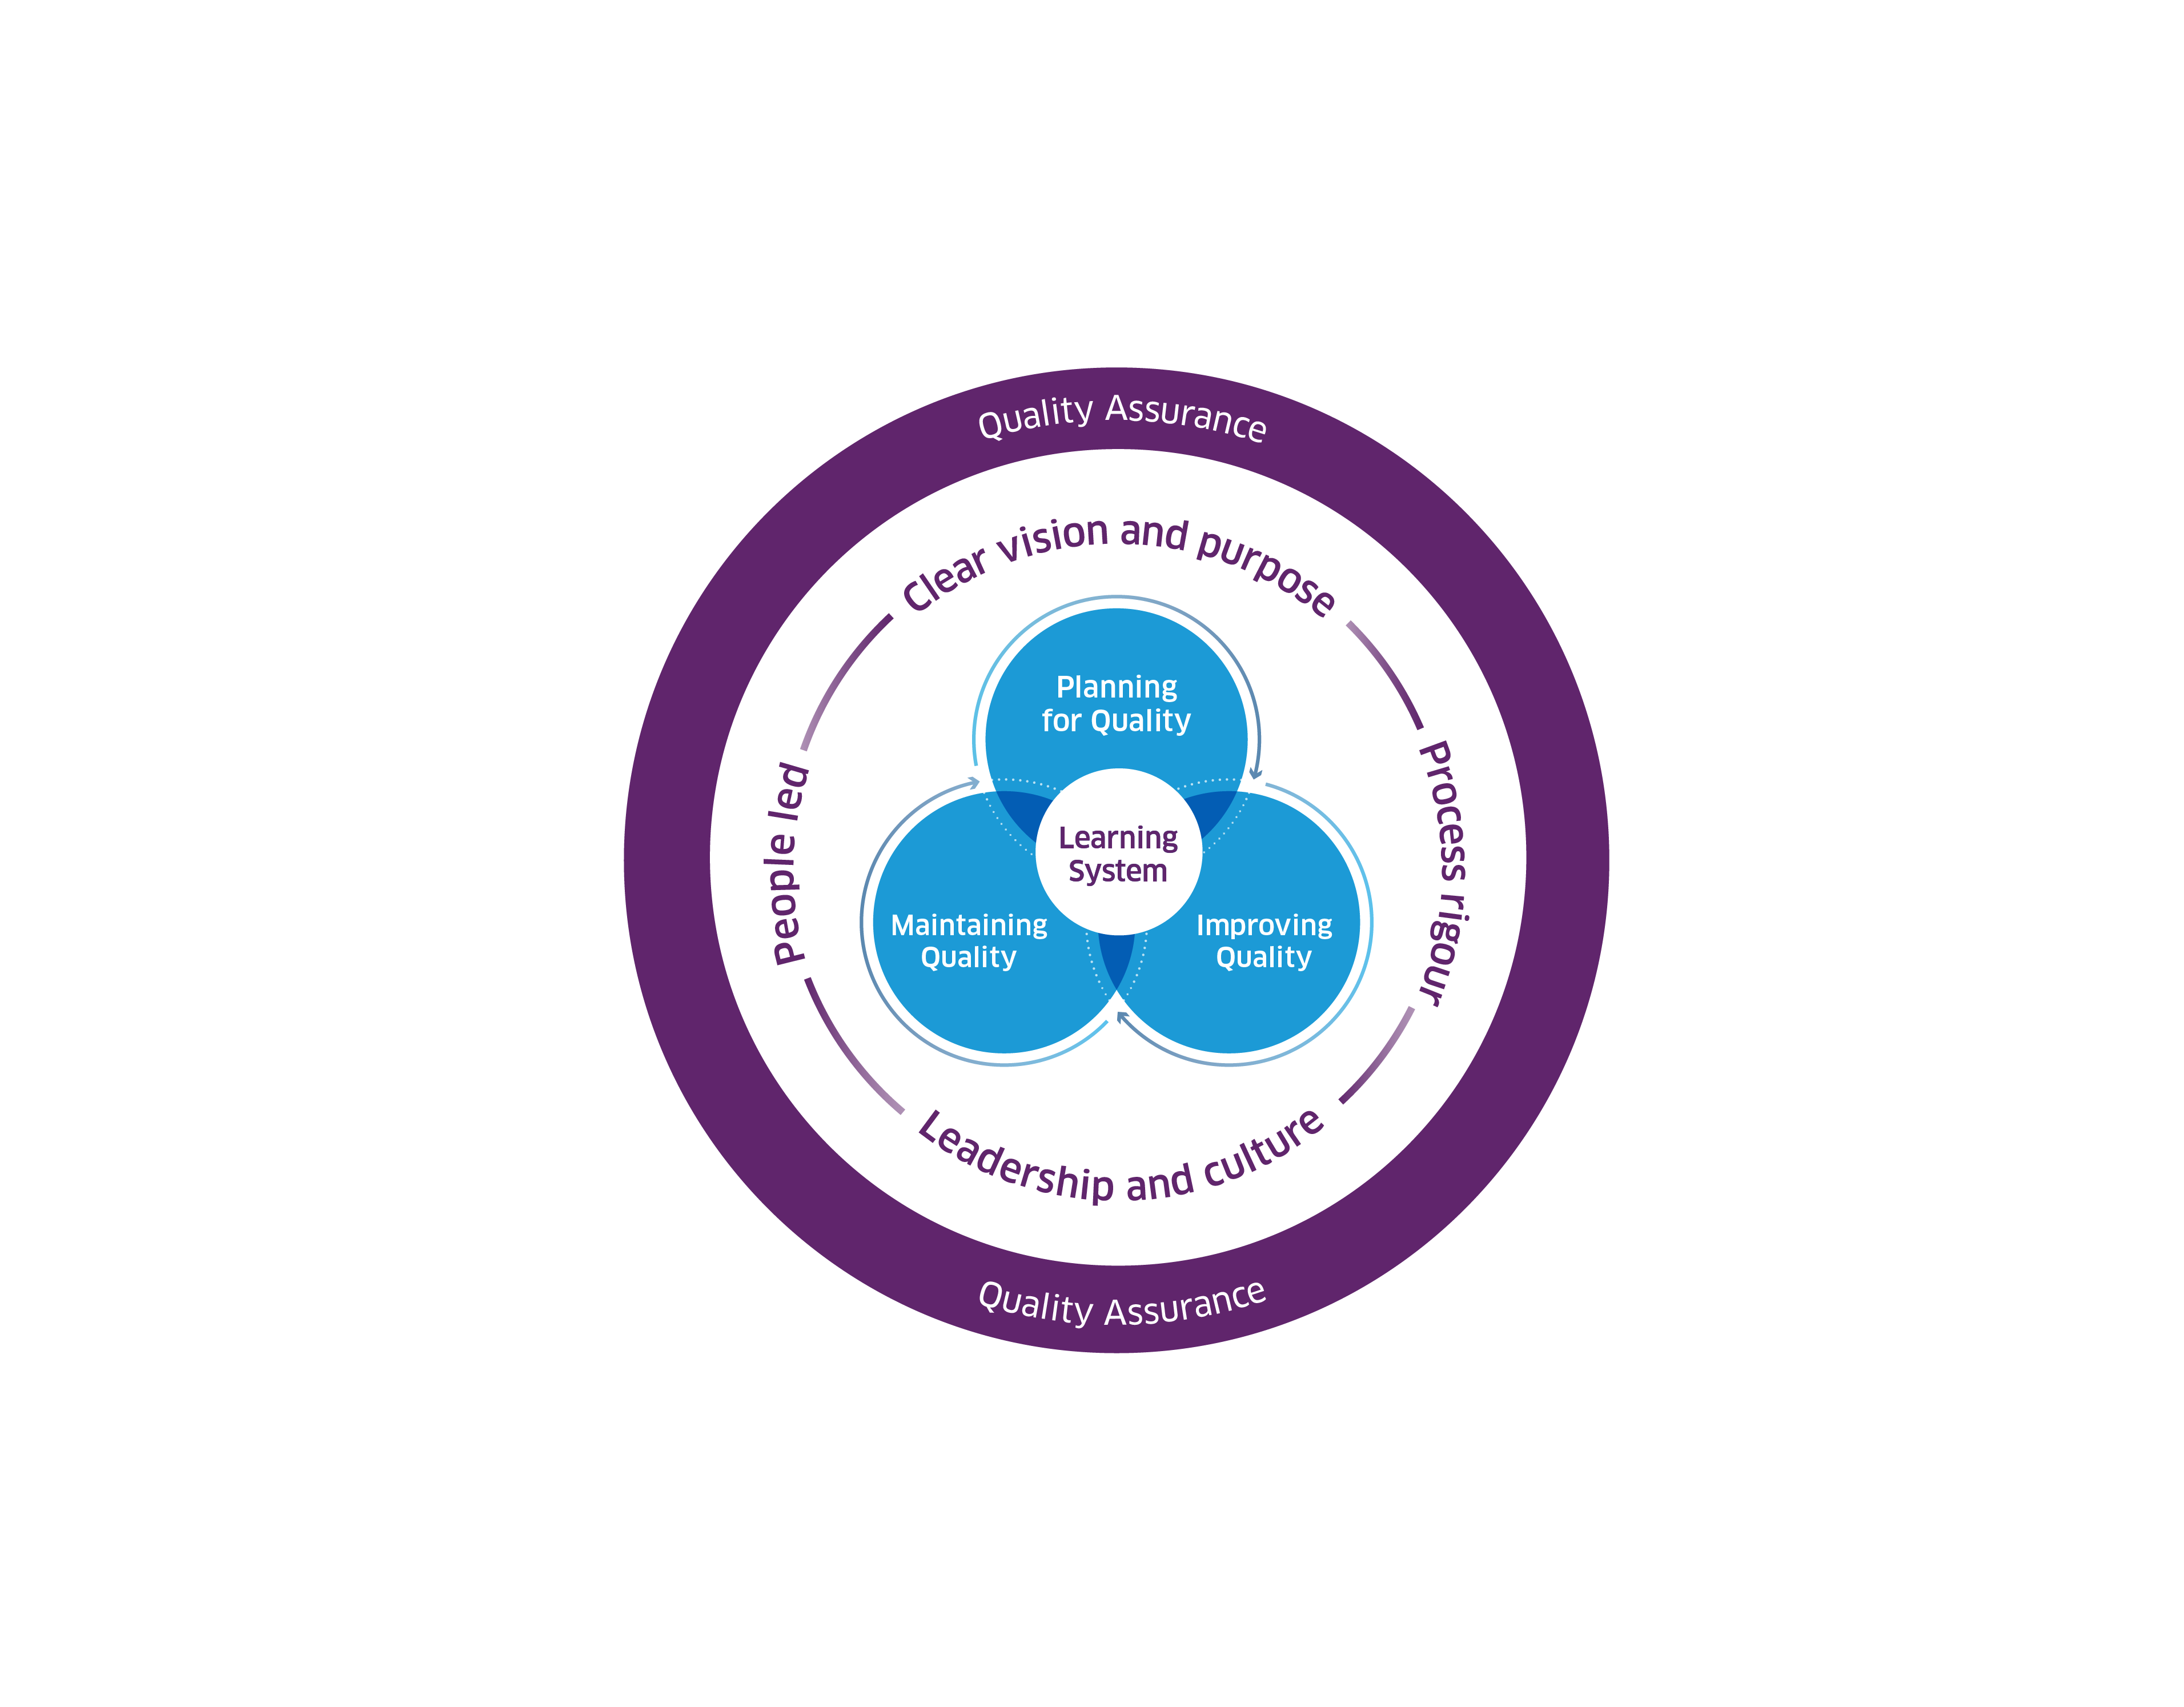 Quality Assurance
Clear vision and purpose
Process rigour
Leadership and culture
People led
Planning
for Quality
Learning
System
Maintaining
Quality
Improving
Quality
Quality Assurance